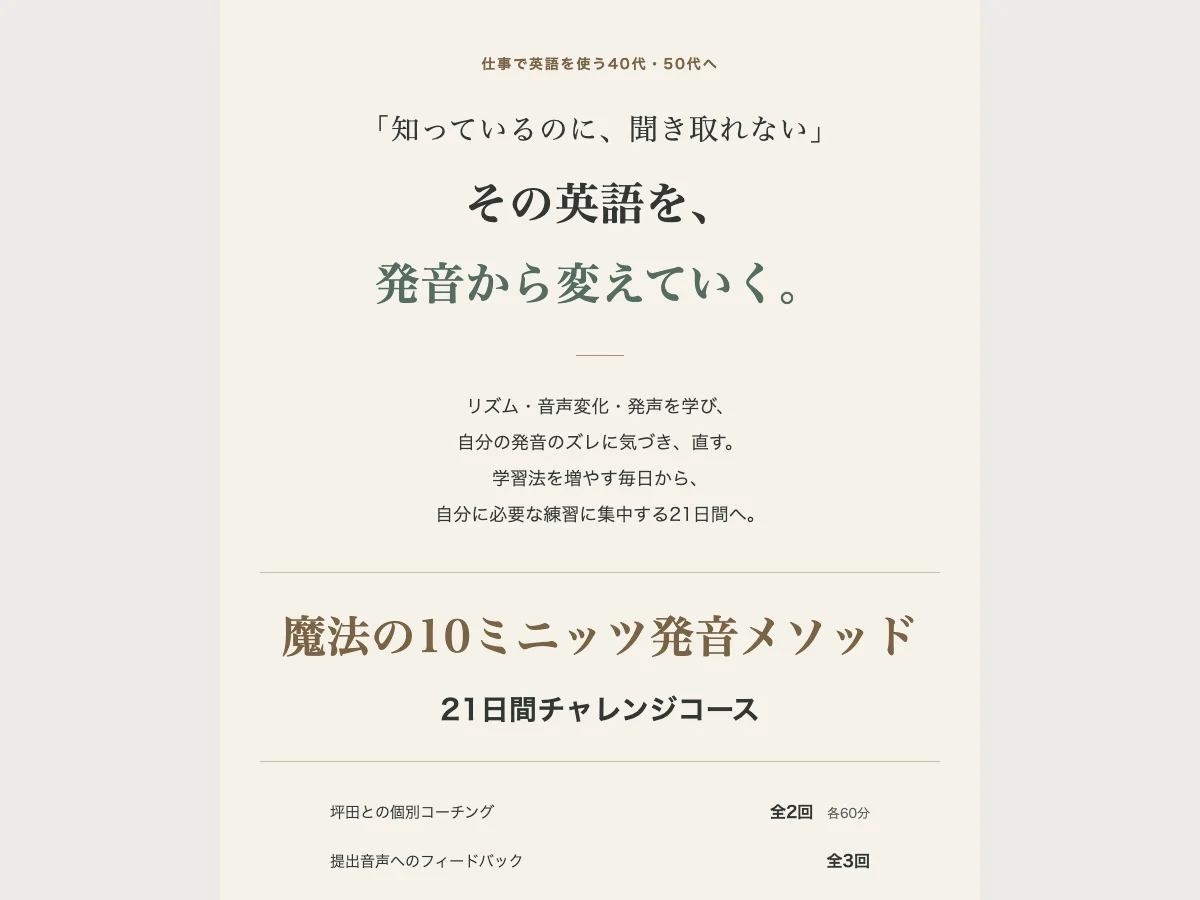 仕事で英語を使う40代・50代へ
「知っているのに、聞き取れない」
その英語を、
発音から変えていく。
リズム・音声変化・発声を学び、
自分の発音のズレに気づき、直す。
学習法を増やす毎日から、
自分に必要な練習に集中する21日間へ。
魔法の10ミニッツ発音メソッド
21日間チャレンジコース
坪田との個別コーチング 全2回 各60分
提出音声へのフィードバック 全3回